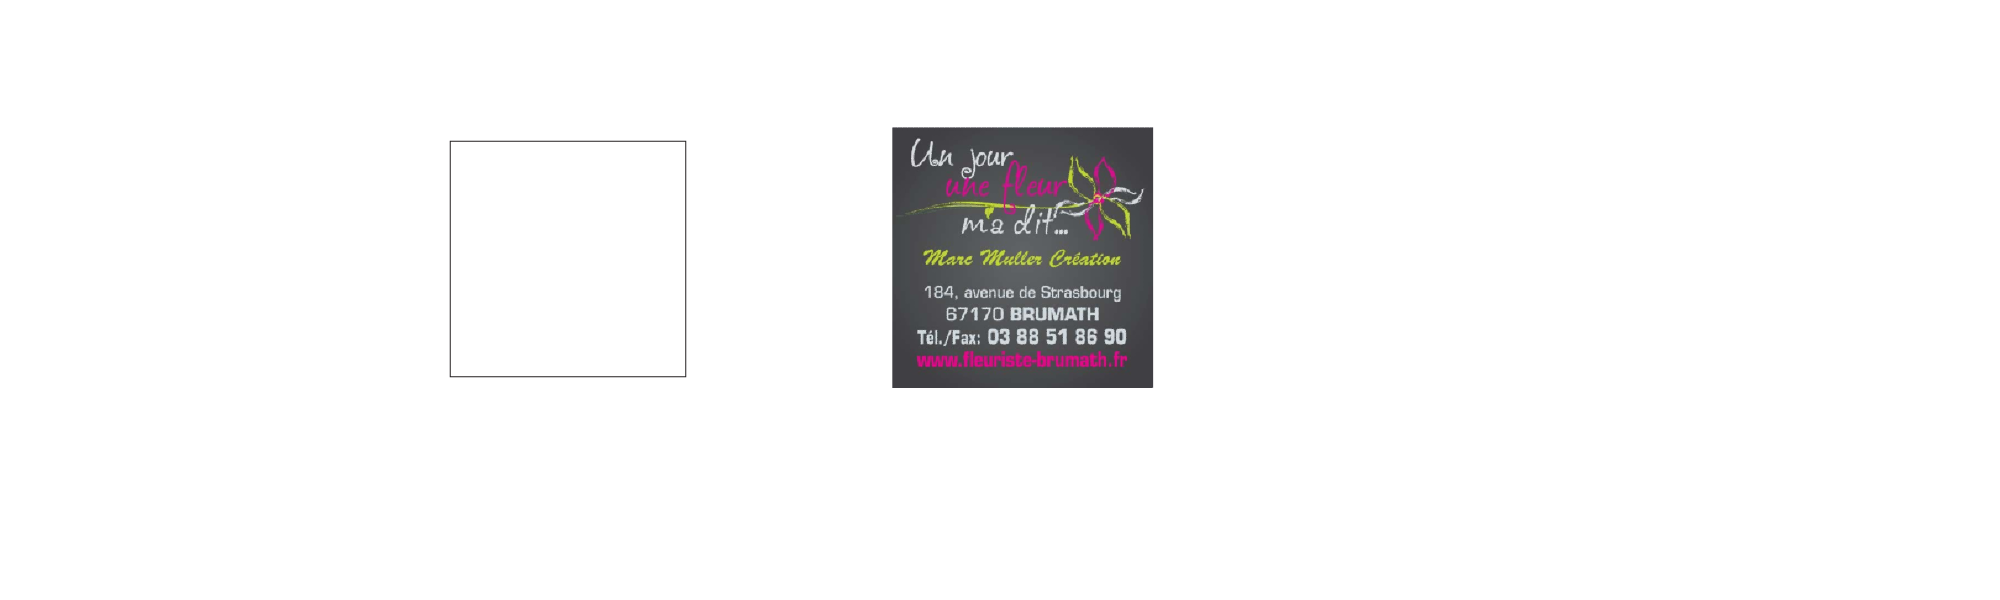 Un jour
une fleur
m'a dit...
Marc Muller Création
184, avenue de Strasbourg
67170 BRUMATH
Tél./Fax: 03 88 51 86 90
www.fleuriste-brumath.fr